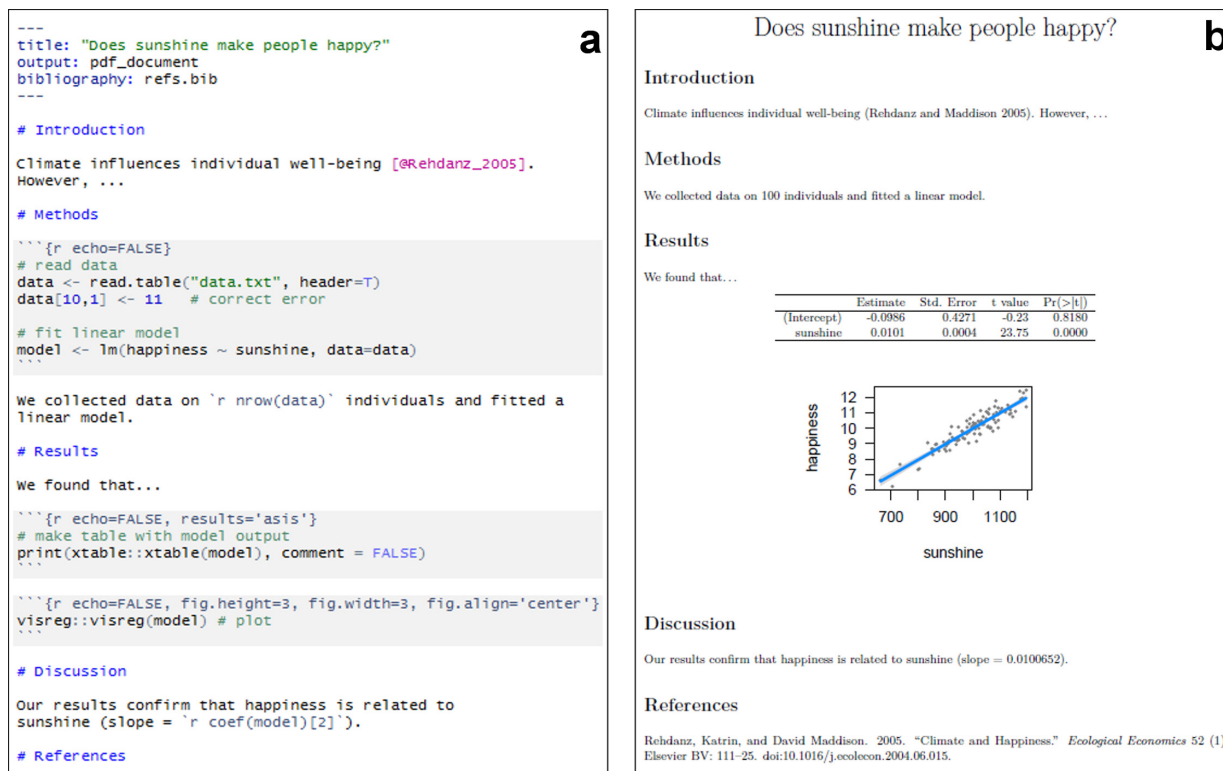 a
---
title: "Does sunshine make people happy?"
output: pdf_document
bibliography: refs.bib
---
# Introduction
Climate influences individual well-being [@Rehdanz_2005].
However, ...
# Methods
```{r echo=FALSE}
# read data
data <- read.table("data.txt", header=T)
data[10,1] <- 11   # correct error
# fit linear model
model <- lm(happiness ~ sunshine, data=data)
```
We collected data on `r nrow(data)` individuals and fitted a
linear model.
# Results
We found that...
```{r echo=FALSE, results='asis'}
# make table with model output
print(xtable::xtable(model), comment = FALSE)
```
```{r echo=FALSE, fig.height=3, fig.width=3, fig.align='center'}
visreg::visreg(model) # plot
```
# Discussion
Our results confirm that happiness is related to
sunshine (slope = `r coef(model)[2]`).
# References
b
Does sunshine make people happy?
Introduction
Climate influences individual well-being (Rehdanz and Maddison 2005). However, ...
Methods
We collected data on 100 individuals and fitted a linear model.
Results
We found that...
Estimate Std. Error t value Pr(>|t|)
(Intercept) -0.0986 0.4271 -0.23 0.8180
sunshine 0.0101 0.0004 23.75 0.0000
happiness
12
11
10
9
8
7
6
700 900 1100
sunshine
Discussion
Our results confirm that happiness is related to sunshine (slope = 0.0100652).
References
Rehdanz, Katrin, and David Maddison. 2005. “Climate and Happiness.” Ecological Economics 52 (1)
Elsevier BV: 111–25. doi:10.1016/j.ecolecon.2004.06.015.